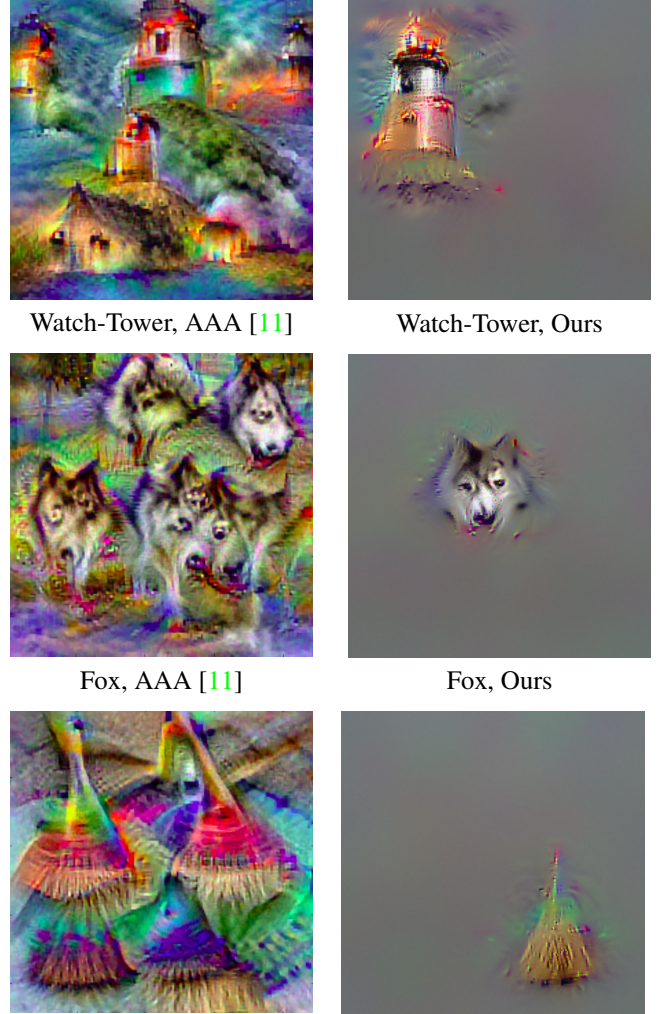 Watch-Tower, AAA [11]
Watch-Tower, Ours
Fox, AAA [11]
Fox, Ours